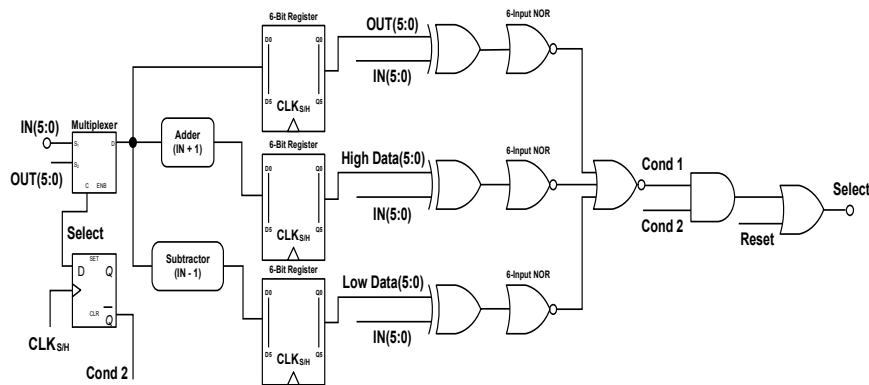 6-Bit Register
D0
Q0
D5
Q5
CLKS/H
OUT(5:0)
IN(5:0)
6-Input NOR
IN(5:0)
OUT(5:0)
Multiplexer
S1
S2
D
C
ENB
Adder
(IN + 1)
6-Bit Register
D0
Q0
D5
Q5
CLKS/H
High Data(5:0)
IN(5:0)
6-Input NOR
Cond 1
Cond 2
Reset
Select
Select
SET
D
Q
CLR
Q
CLKS/H
Cond 2
Subtractor
(IN - 1)
6-Bit Register
D0
Q0
D5
Q5
CLKS/H
Low Data(5:0)
IN(5:0)
6-Input NOR